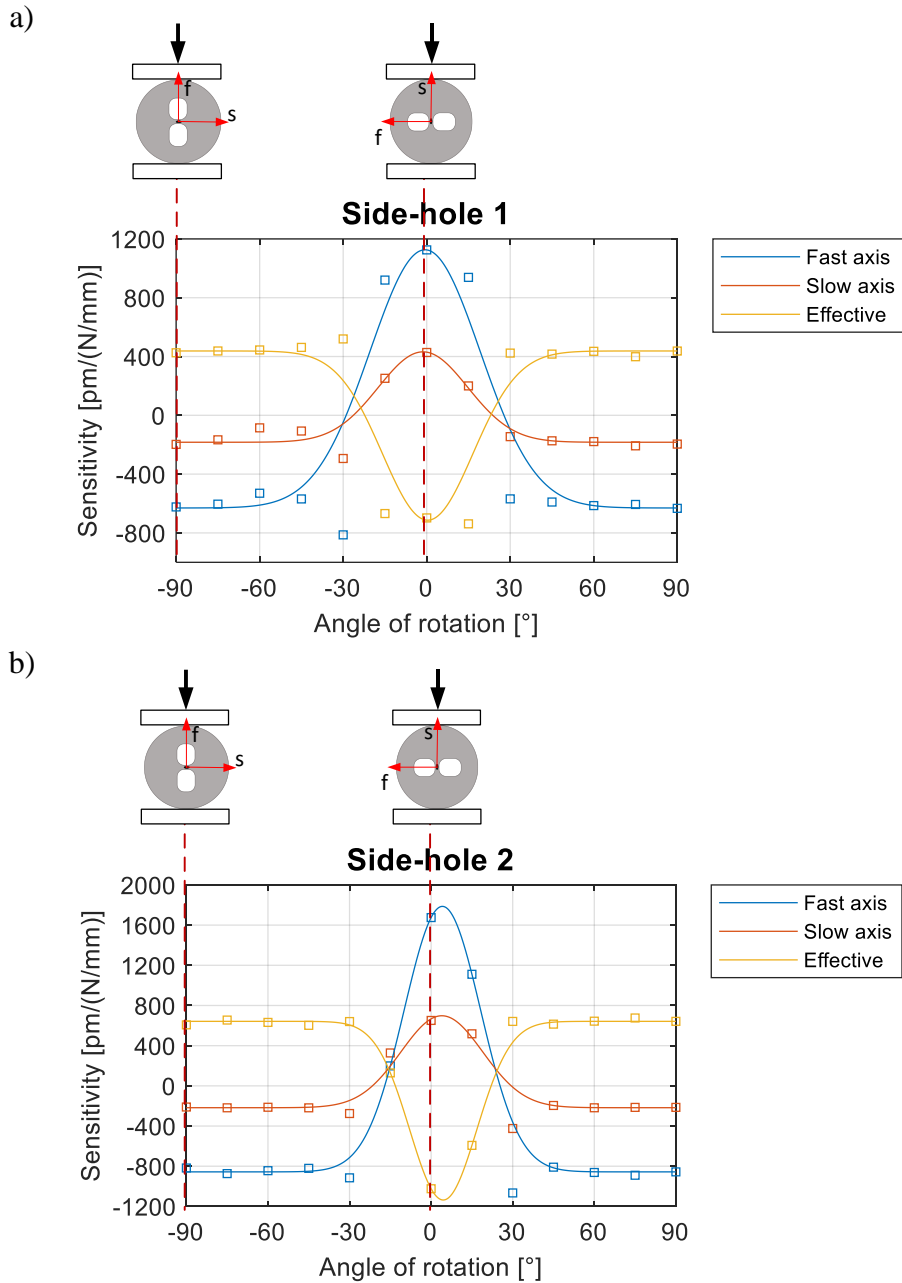 a)
f
s
s
f
Side-hole 1
1200
800
400
0
-400
-800
Sensitivity [pm/(N/mm)]
-90 -60 -30 0 30 60 90
Angle of rotation [°]
Fast axis
Slow axis
Effective
b)
f
s
s
f
Side-hole 2
2000
1600
1200
800
400
0
-400
-800
-1200
Sensitivity [pm/(N/mm)]
-90 -60 -30 0 30 60 90
Angle of rotation [°]
Fast axis
Slow axis
Effective